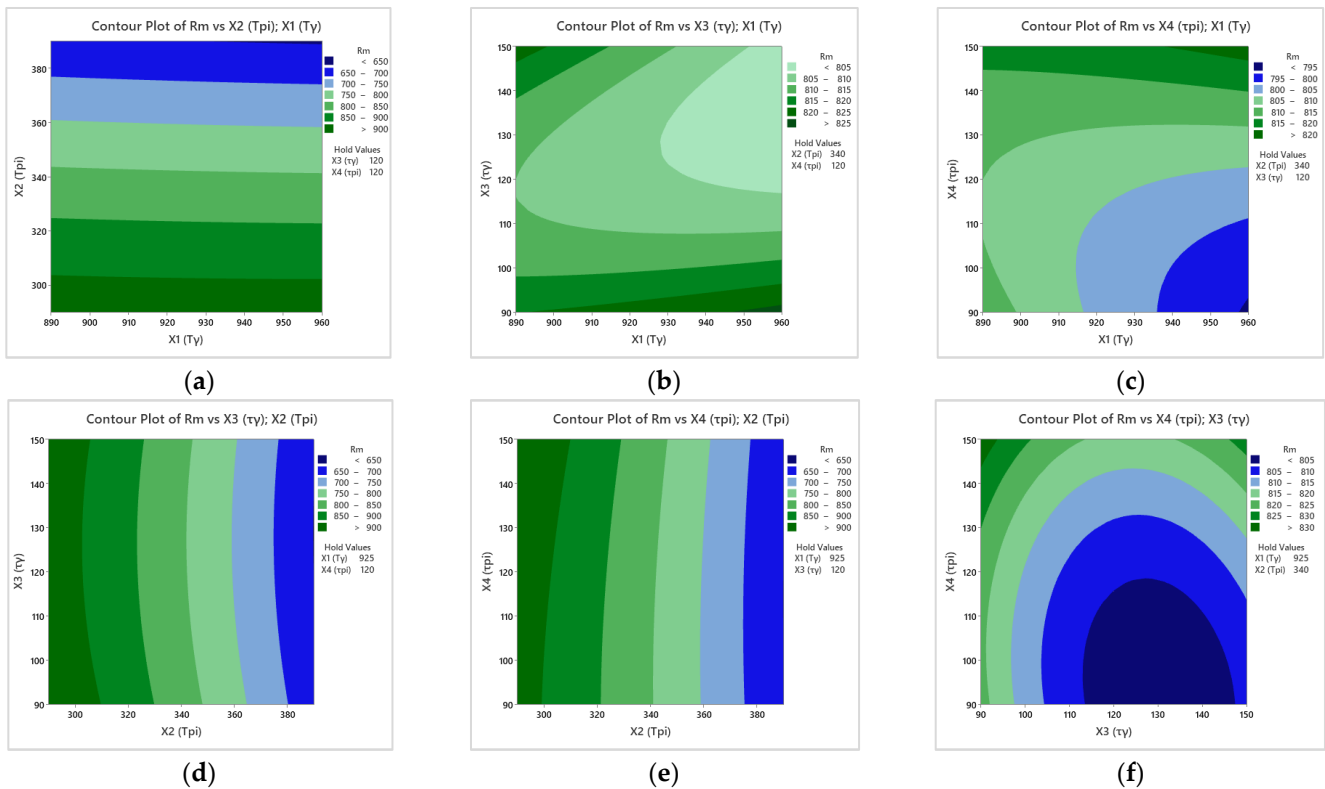 Contour Plot of Rm vs X2 (Tpi); X1 (Tγ)
X2 (Tpi)
380
360
340
320
300
890 900 910 920 930 940 950 960
X1 (Tγ)
Rm
< 650
650 – 700
700 – 750
750 – 800
800 – 850
850 – 900
> 900
Hold Values
X3 (τγ) 120
X4 (τpi) 120
(a)
Contour Plot of Rm vs X3 (τγ); X1 (Tγ)
X3 (τγ)
150
140
130
120
110
100
90
890 900 910 920 930 940 950 960
X1 (Tγ)
Rm
< 805
805 – 810
810 – 815
815 – 820
820 – 825
> 825
Hold Values
X2 (Tpi) 340
X4 (τpi) 120
(b)
Contour Plot of Rm vs X4 (τpi); X1 (Tγ)
X4 (τpi)
150
140
130
120
110
100
90
890 900 910 920 930 940 950 960
X1 (Tγ)
Rm
< 795
795 – 800
800 – 805
805 – 810
810 – 815
815 – 820
> 820
Hold Values
X2 (Tpi) 340
X3 (τγ) 120
(c)
Contour Plot of Rm vs X3 (τγ); X2 (Tpi)
X3 (τγ)
150
140
130
120
110
100
90
300 320 340 360 380
X2 (Tpi)
Rm
< 650
650 – 700
700 – 750
750 – 800
800 – 850
850 – 900
> 900
Hold Values
X1 (Tγ) 925
X4 (τpi) 120
(d)
Contour Plot of Rm vs X4 (τpi); X2 (Tpi)
X4 (τpi)
150
140
130
120
110
100
90
300 320 340 360 380
X2 (Tpi)
Rm
< 650
650 – 700
700 – 750
750 – 800
800 – 850
850 – 900
> 900
Hold Values
X1 (Tγ) 925
X3 (τγ) 120
(e)
Contour Plot of Rm vs X4 (τpi); X3 (τγ)
X4 (τpi)
150
140
130
120
110
100
90
90 100 110 120 130 140 150
X3 (τγ)
Rm
< 805
805 – 810
810 – 815
815 – 820
820 – 825
825 – 830
> 830
Hold Values
X1 (Tγ) 925
X2 (Tpi) 340
(f)